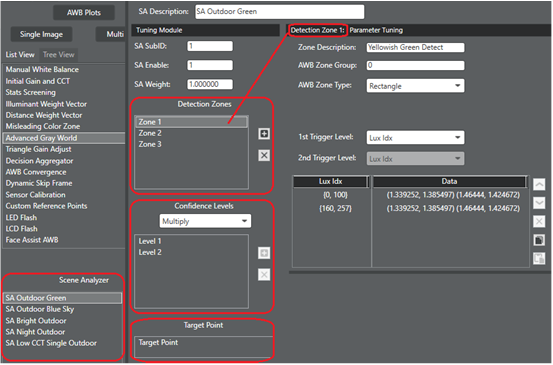 AWB Plots
Single Image
Multi
List View
Tree View
Manual White Balance
Initial Gain and CCT
Stats Screening
Illuminant Weight Vector
Distance Weight Vector
Misleading Color Zone
Advanced Gray World
Triangle Gain Adjust
Decision Aggregator
AWB Convergence
Dynamic Skip Frame
Sensor Calibration
Custom Reference Points
LED Flash
LCD Flash
Face Assist AWB
Scene Analyzer
SA Outdoor Green
SA Outdoor Blue Sky
SA Bright Outdoor
SA Night Outdoor
SA Low CCT Single Outdoor
SA Description: SA Outdoor Green
Tuning Module
SA SubID: 1
SA Enable: 1
SA Weight: 1.000000
Detection Zones
Zone 1
Zone 2
Zone 3
Confidence Levels
Multiply
Level 1
Level 2
Target Point
Target Point
Detection Zone 1: Parameter Tuning
Zone Description: Yellowish Green Detect
AWB Zone Group: 0
AWB Zone Type: Rectangle
1st Trigger Level: Lux Idx
2nd Trigger Level: Lux Idx
Lux Idx Data
(0, 100) (1.339252, 1.385497) (1.46444, 1.424672)
(160, 257) (1.339252, 1.385497) (1.46444, 1.424672)